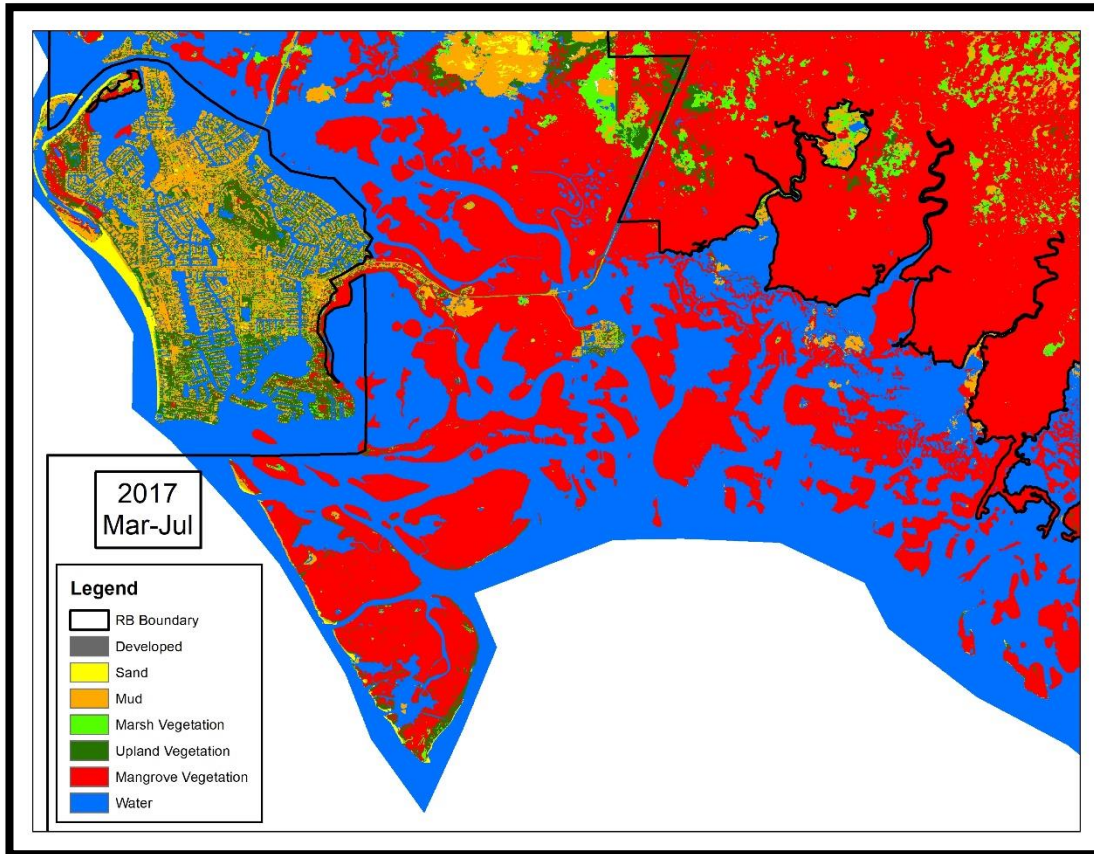 2017
Mar-Jul
Legend
RB Boundary
Developed
Sand
Mud
Marsh Vegetation
Upland Vegetation
Mangrove Vegetation
Water